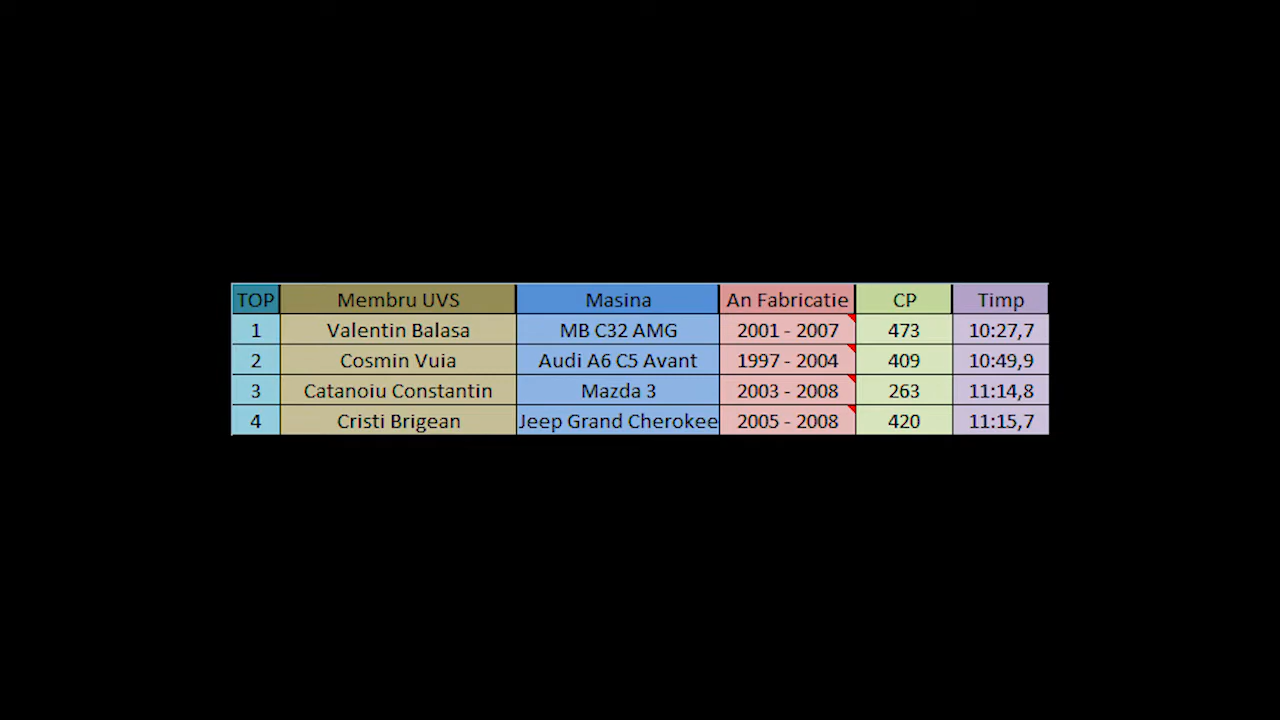 TOP Membru UVS Masina An Fabricatie CP Timp
1 Valentin Balasa MB C32 AMG 2001 - 2007 473 10:27,7
2 Cosmin Vuia Audi A6 C5 Avant 1997 - 2004 409 10:49,9
3 Catanoiu Constantin Mazda 3 2003 - 2008 263 11:14,8
4 Cristi Brigean Jeep Grand Cherokee 2005 - 2008 420 11:15,7